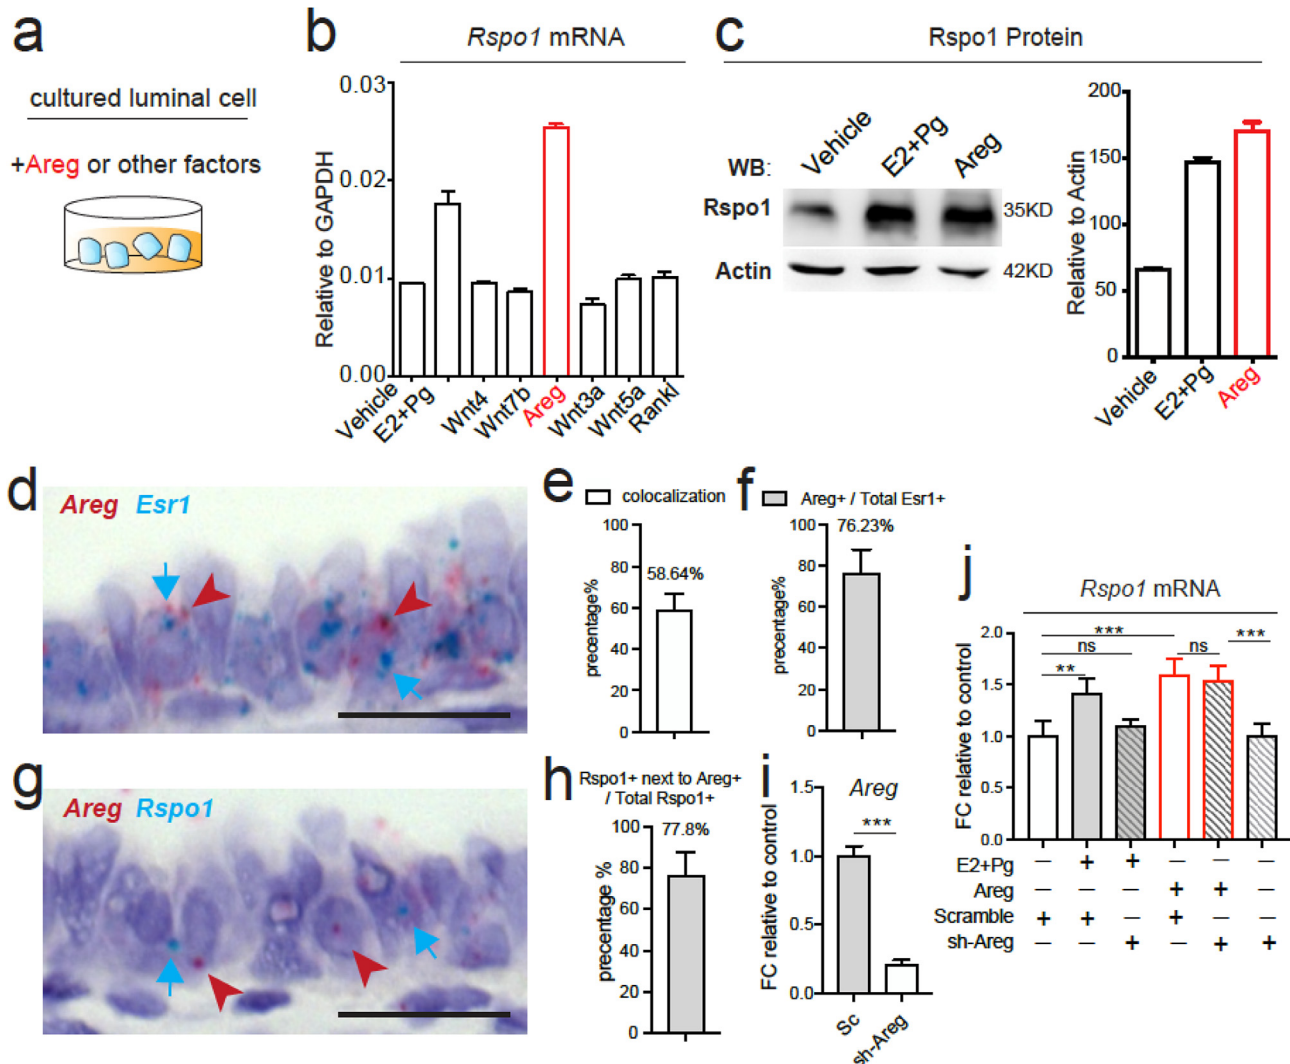 a
cultured luminal cell
+Areg or other factors
b
Rspo1 mRNA
Relative to GAPDH
0.03
0.02
0.01
0.00
Vehicle
E2+Pg
Wnt4
Wnt7b
Areg
Wnt3a
Wnt5a
Rankl
c
Rspo1 Protein
WB:
Vehicle
E2+Pg
Areg
Rspo1
35KD
Actin
42KD
Relative to Actin
200
150
100
50
0
Vehicle
E2+Pg
Areg
d
Areg Esr1
e
colocalization
precentage%
100
80
60
40
20
0
58.64%
f
Areg+ / Total Esr1+
76.23%
precentage%
100
80
60
40
20
0
g
Areg Rspo1
h
Rspo1+ next to Areg+
/ Total Rspo1+
77.8%
precentage %
100
80
60
40
20
0
i
Areg
FC relative to control
1.5
1.0
0.5
0.0
***
Sc
sh-Areg
j
Rspo1 mRNA
FC relative to control
2.0
1.5
1.0
0.5
0.0
***
ns
**
ns
***
E2+Pg — + + — — —
Areg — — — + + —
Scramble + + — + — —
sh-Areg — — + — + +